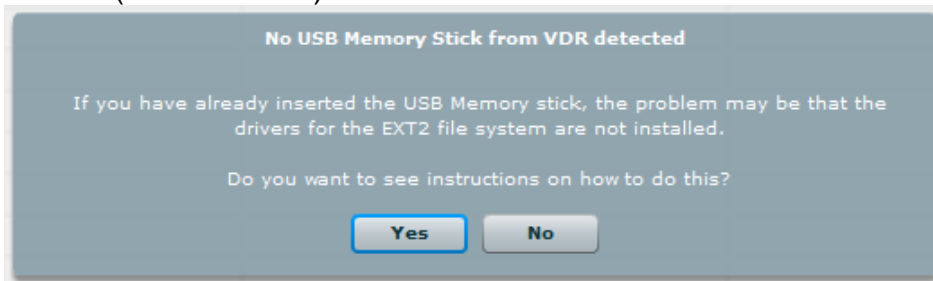 No USB Memory Stick from VDR detected
If you have already inserted the USB Memory stick, the problem may be that the
drivers for the EXT2 file system are not installed.
Do you want to see instructions on how to do this?
Yes No